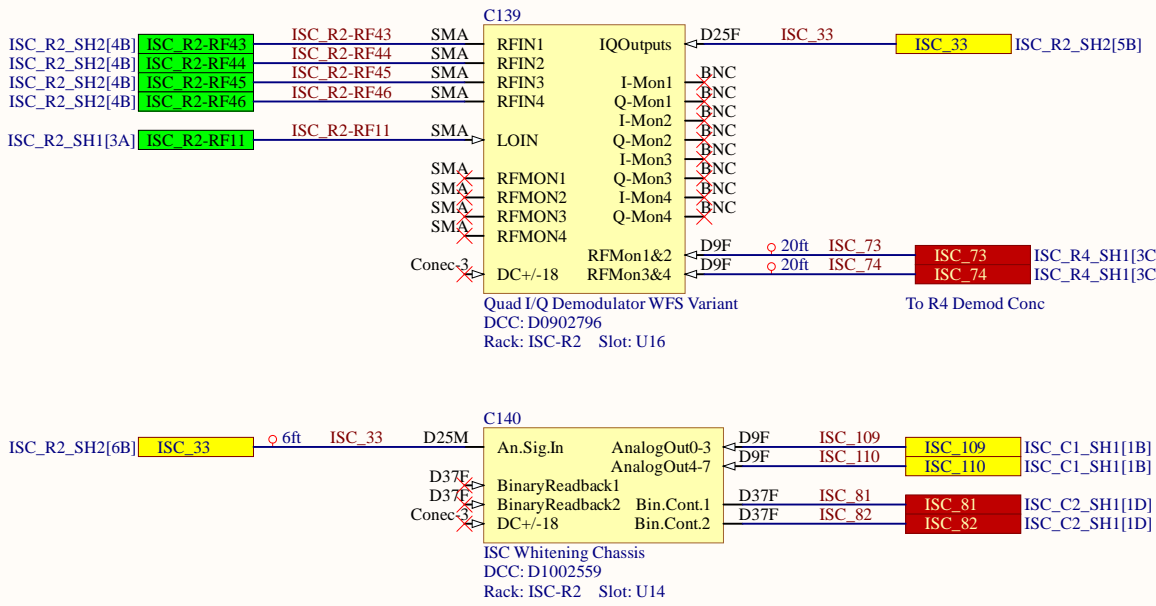 C139
ISC_R2_SH2[4B] ISC_R2-RF43 ISC_R2-RF43 SMA RFIN1 IQOutputs D25F ISC_33 ISC_33 ISC_R2_SH2[5B]
ISC_R2_SH2[4B] ISC_R2-RF44 ISC_R2-RF44 SMA RFIN2
ISC_R2_SH2[4B] ISC_R2-RF45 ISC_R2-RF45 SMA RFIN3 I-Mon1 BNC
ISC_R2_SH2[4B] ISC_R2-RF46 ISC_R2-RF46 SMA RFIN4 Q-Mon1 BNC
I-Mon2 BNC
ISC_R2_SH1[3A] ISC_R2-RF11 ISC_R2-RF11 SMA LOIN Q-Mon2 BNC
I-Mon3 BNC
SMA RFMON1 Q-Mon3 BNC
SMA RFMON2 I-Mon4 BNC
SMA RFMON3 Q-Mon4 BNC
SMA RFMON4
RFMon1&2 D9F 20ft ISC_73 ISC_73 ISC_R4_SH1[3C
Conec-3 DC+/-18 RFMon3&4 D9F 20ft ISC_74 ISC_74 ISC_R4_SH1[3C
Quad I/Q Demodulator WFS Variant To R4 Demod Conc
DCC: D0902796
Rack: ISC-R2 Slot: U16
C140
ISC_R2_SH2[6B] ISC_33 6ft ISC_33 D25M An.Sig.In AnalogOut0-3 D9F ISC_109 ISC_109 ISC_C1_SH1[1B]
AnalogOut4-7 D9F ISC_110 ISC_110 ISC_C1_SH1[1B]
D37F BinaryReadback1
D37F BinaryReadback2 Bin.Cont.1 D37F ISC_81 ISC_81 ISC_C2_SH1[1D]
Conec-3 DC+/-18 Bin.Cont.2 D37F ISC_82 ISC_82 ISC_C2_SH1[1D]
ISC Whitening Chassis
DCC: D1002559
Rack: ISC-R2 Slot: U14